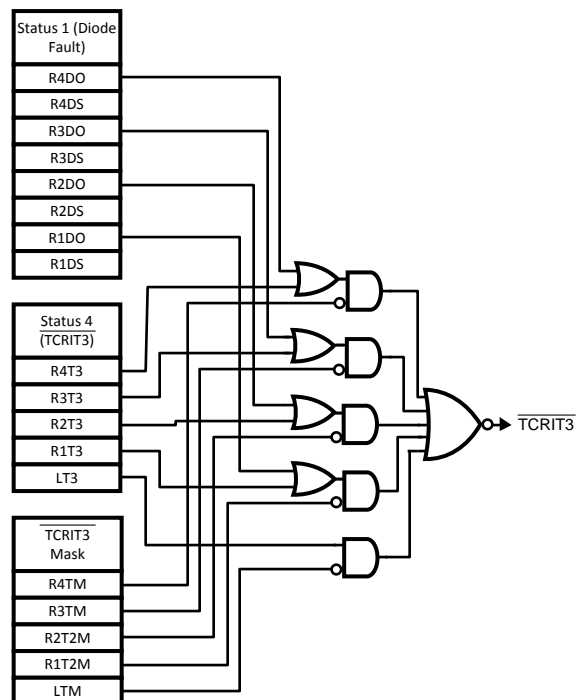 Status 1 (Diode
Fault)
R4DO
R4DS
R3DO
R3DS
R2DO
R2DS
R1DO
R1DS
Status 4
(TCRIT3)
R4T3
R3T3
R2T3
R1T3
LT3
TCRIT3
Mask
R4TM
R3TM
R2T2M
R1T2M
LTM
TCRIT3